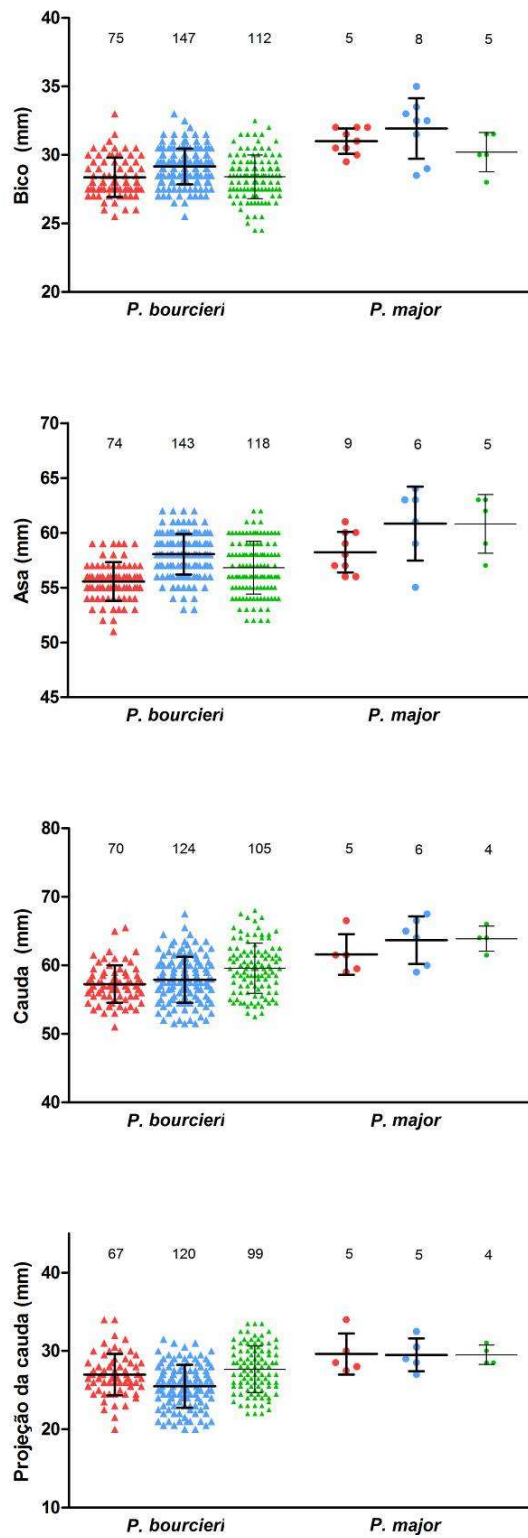 40
75 147 112 5 8 5
35
Bico (mm)
30
25
20
P. bourcieri P. major
70
74 143 118 9 6 5
65
Asa (mm)
60
55
50
45
P. bourcieri P. major
80
70 124 105 5 6 4
70
Cauda (mm)
60
50
40
P. bourcieri P. major
67 120 99 5 5 4
40
Projeção da cauda (mm)
30
20
10
P. bourcieri P. major